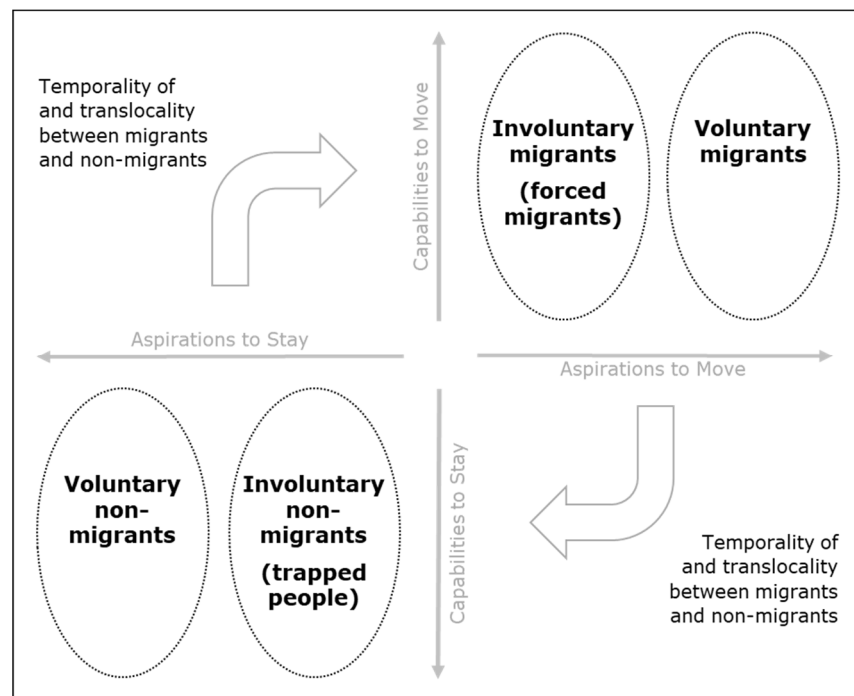 Temporality of
and translocality
between migrants
and non-migrants
Capabilities to Move
Involuntary
migrants
(forced
migrants)
Voluntary
migrants
Aspirations to Stay
Aspirations to Move
Voluntary
non-
migrants
Involuntary
non-
migrants
(trapped
people)
Capabilities to Stay
Temporality of
and translocality
between migrants
and non-migrants